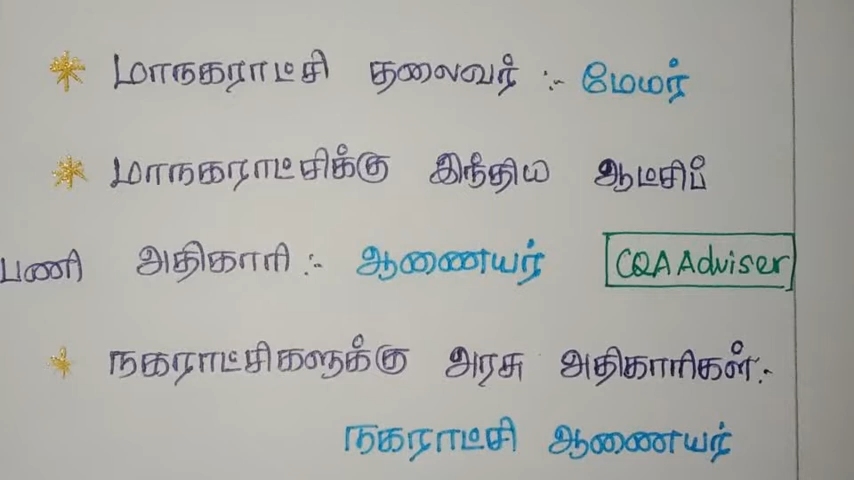 மாநகராட்சி தலைவர் :- மேமர்
மாநகராட்சிக்கு இந்திய ஆட்சிப்
பணி அதிகாரி :- ஆணையர்
CQA Adviser
நகராட்சிகளுக்கு அரசு அதிகாரிகள் :-
நகராட்சி ஆணையர்